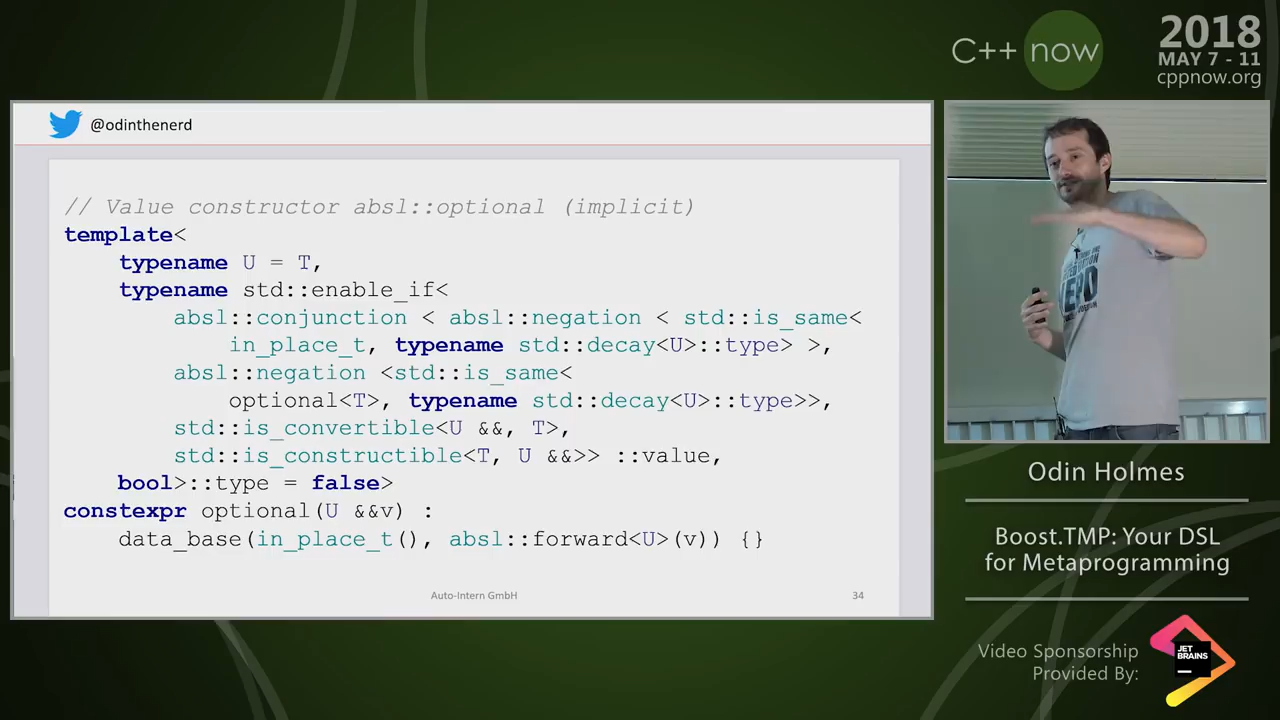 C++ now
2018
MAY 7 - 11
cppnow.org
@odinthenerd
// Value constructor absl::optional (implicit)
template<
typename U = T,
typename std::enable_if<
absl::conjunction < absl::negation < std::is_same<
in_place_t, typename std::decay<U>::type> >,
absl::negation <std::is_same<
optional<T>, typename std::decay<U>::type>>,
std::is_convertible<U &&, T>,
std::is_constructible<T, U &&>> ::value,
bool>::type = false>
constexpr optional(U &&v) :
data_base(in_place_t(), absl::forward<U>(v)) {}
Auto-Intern GmbH
34
Odin Holmes
Boost.TMP: Your DSL
for Metaprogramming
Video Sponsorship
Provided By:
JET
BRAINS